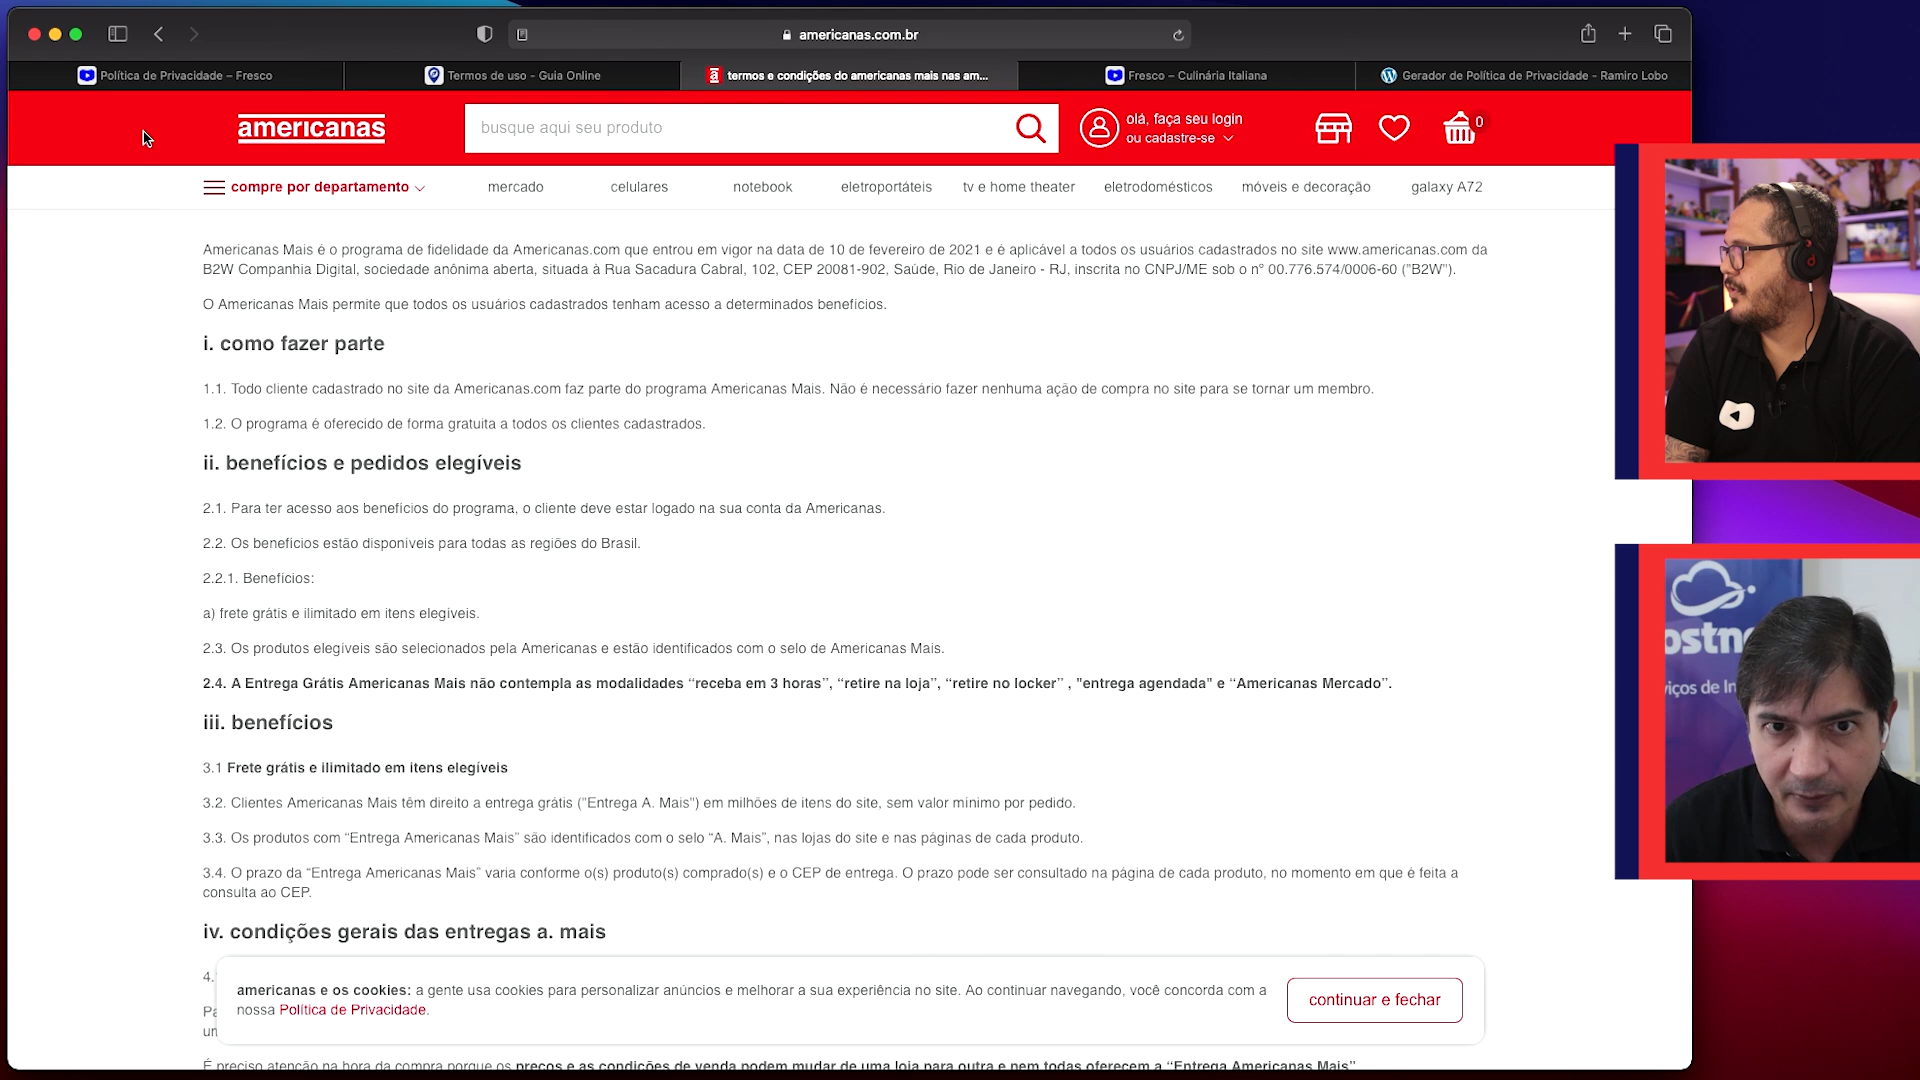 americanas.com.br
Política de Privacidade – Fresco
Termos de uso - Guia Online
termos e condições do americanas mais nas am...
Fresco – Culinária Italiana
Gerador de Política de Privacidade - Ramiro Lobo
americanas
busque aqui seu produto
olá, faça seu login
ou cadastre-se
0
compre por departamento
mercado
celulares
notebook
eletroportáteis
tv e home theater
eletrodomésticos
móveis e decoração
galaxy A72
Americanas Mais é o programa de fidelidade da Americanas.com que entrou em vigor na data de 10 de fevereiro de 2021 e é aplicável a todos os usuários cadastrados no site www.americanas.com da
B2W Companhia Digital, sociedade anônima aberta, situada à Rua Sacadura Cabral, 102, CEP 20081-902, Saúde, Rio de Janeiro - RJ, inscrita no CNPJ/ME sob o n° 00.776.574/0006-60 ("B2W").
O Americanas Mais permite que todos os usuários cadastrados tenham acesso a determinados benefícios.
i. como fazer parte
1.1. Todo cliente cadastrado no site da Americanas.com faz parte do programa Americanas Mais. Não é necessário fazer nenhuma ação de compra no site para se tornar um membro.
1.2. O programa é oferecido de forma gratuita a todos os clientes cadastrados.
ii. benefícios e pedidos elegíveis
2.1. Para ter acesso aos benefícios do programa, o cliente deve estar logado na sua conta da Americanas.
2.2. Os benefícios estão disponíveis para todas as regiões do Brasil.
2.2.1. Benefícios:
a) frete grátis e ilimitado em itens elegíveis.
2.3. Os produtos elegíveis são selecionados pela Americanas e estão identificados com o selo de Americanas Mais.
2.4. A Entrega Grátis Americanas Mais não contempla as modalidades “receba em 3 horas”, “retire na loja”, “retire no locker” , "entrega agendada" e “Americanas Mercado”.
iii. benefícios
3.1 Frete grátis e ilimitado em itens elegíveis
3.2. Clientes Americanas Mais têm direito a entrega grátis ("Entrega A. Mais") em milhões de itens do site, sem valor mínimo por pedido.
3.3. Os produtos com “Entrega Americanas Mais” são identificados com o selo “A. Mais”, nas lojas do site e nas páginas de cada produto.
3.4. O prazo da “Entrega Americanas Mais” varia conforme o(s) produto(s) comprado(s) e o CEP de entrega. O prazo pode ser consultado na página de cada produto, no momento em que é feita a
consulta ao CEP.
iv. condições gerais das entregas a. mais
4.
americanas e os cookies: a gente usa cookies para personalizar anúncios e melhorar a sua experiência no site. Ao continuar navegando, você concorda com a
nossa Política de Privacidade.
continuar e fechar
É preciso atenção na hora da compra porque os preços e as condições de venda podem mudar de uma loja para outra e nem todas oferecem a “Entrega Americanas Mais”
ostn
iços de In